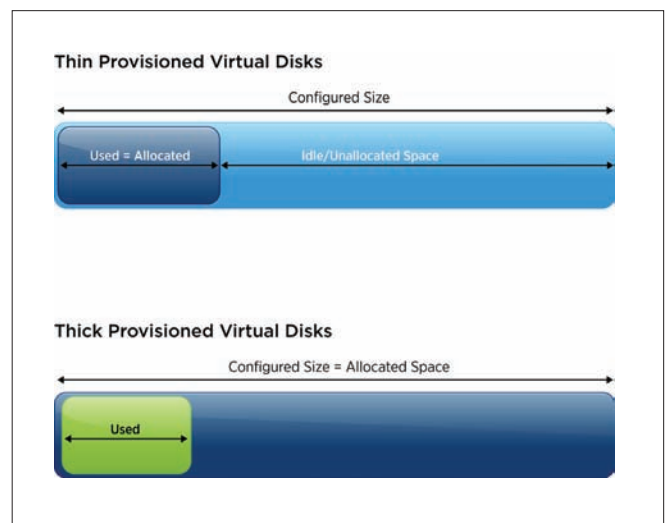 Thin Provisioned Virtual Disks
Configured Size
Used = Allocated
Idle/Unallocated Space
Thick Provisioned Virtual Disks
Configured Size = Allocated Space
Used